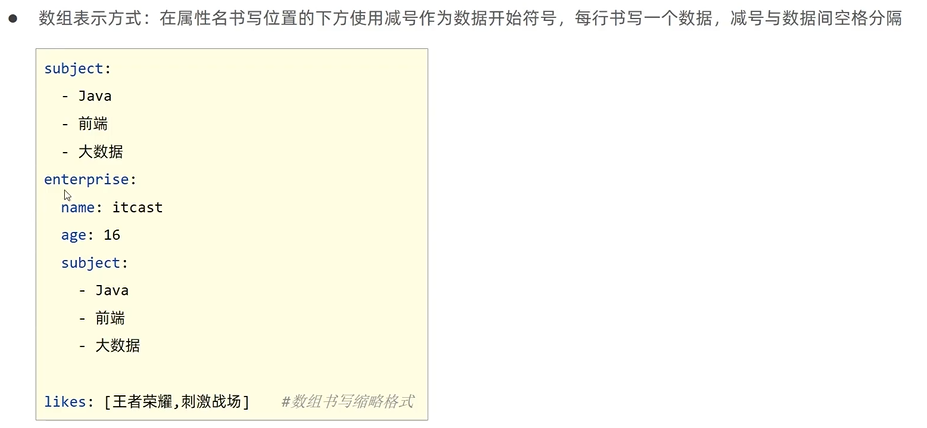 ● 数组表示方式：在属性名书写位置的下方使用减号作为数据开始符号，每行书写一个数据，减号与数据间空格分隔
subject:
  - Java
  - 前端
  - 大数据
enterprise:
  name: itcast
  age: 16
  subject:
    - Java
    - 前端
    - 大数据
likes: [王者荣耀,刺激战场]    #数组书写缩略格式